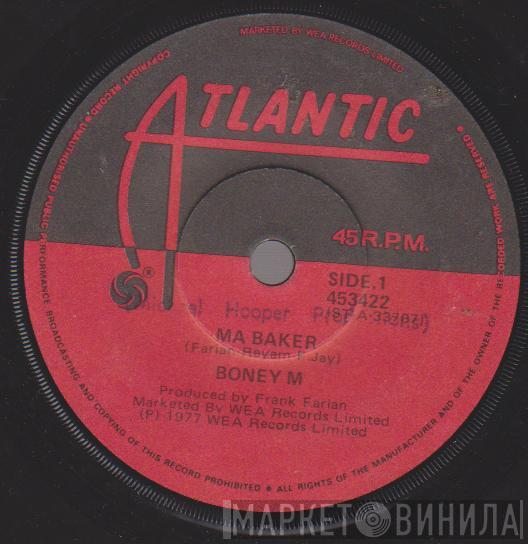 MARKETED BY WEA RECORDS LIMITED
ATLANTIC
45 R.P.M.
SIDE,1
453422
Hooper
MA BAKER
(Farian-Reyam-F Jay)
BONEY M
Produced by Frank Farian
Marketed By WEA Records Limited
(P) 1977 WEA Records Limited
COPYRIGHT RECORD • UNAUTHORISED PUBLIC PERFORMANCE BROADCASTING AND COPYING OF THIS RECORD PROHIBITED • ALL RIGHTS OF THE MANUFACTURER AND OF THE OWNER OF THE RECORDED WORK ARE RESERVED •
МАРКЕТ ВИНИЛА